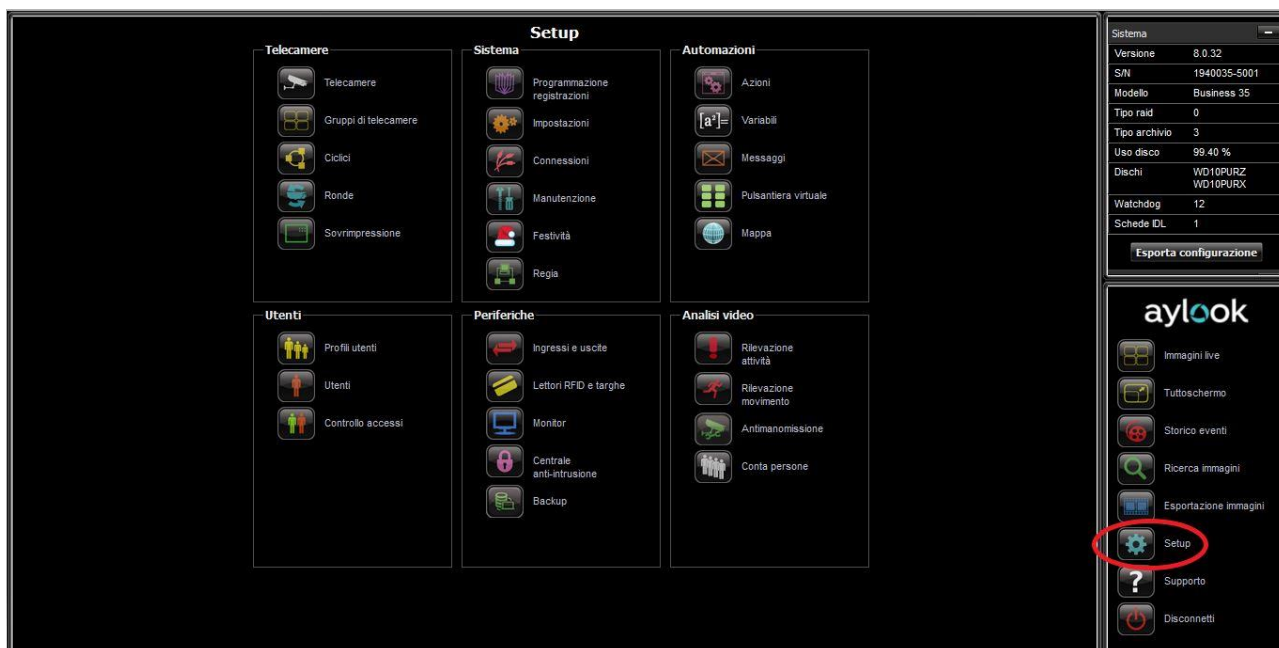 Setup
Telecamere
Telecamere
Gruppi di telecamere
Ciclici
Ronde
Sovrimpressione
Sistema
Programmazione
registrazioni
Impostazioni
Connessioni
Manutenzione
Festività
Regia
Automazioni
Azioni
[a²]=
Variabili
Messaggi
Pulsantiera virtuale
Mappa
Utenti
Profili utenti
Utenti
Controllo accessi
Periferiche
Ingressi e uscite
Lettori RFID e targhe
Monitor
Centrale
anti-intrusione
Backup
Analisi video
Rilevazione
attività
Rilevazione
movimento
Antimanomissione
Conta persone
Sistema
Versione 8.0.32
S/N 1940035-5001
Modello Business 35
Tipo raid 0
Tipo archivio 3
Uso disco 99.40 %
Dischi WD10PURZ
WD10PURX
Watchdog 12
Schede IDL 1
Esporta configurazione
aylook
Immagini live
Tuttoschermo
Storico eventi
Ricerca immagini
Esportazione immagini
Setup
? Supporto
Disconnetti